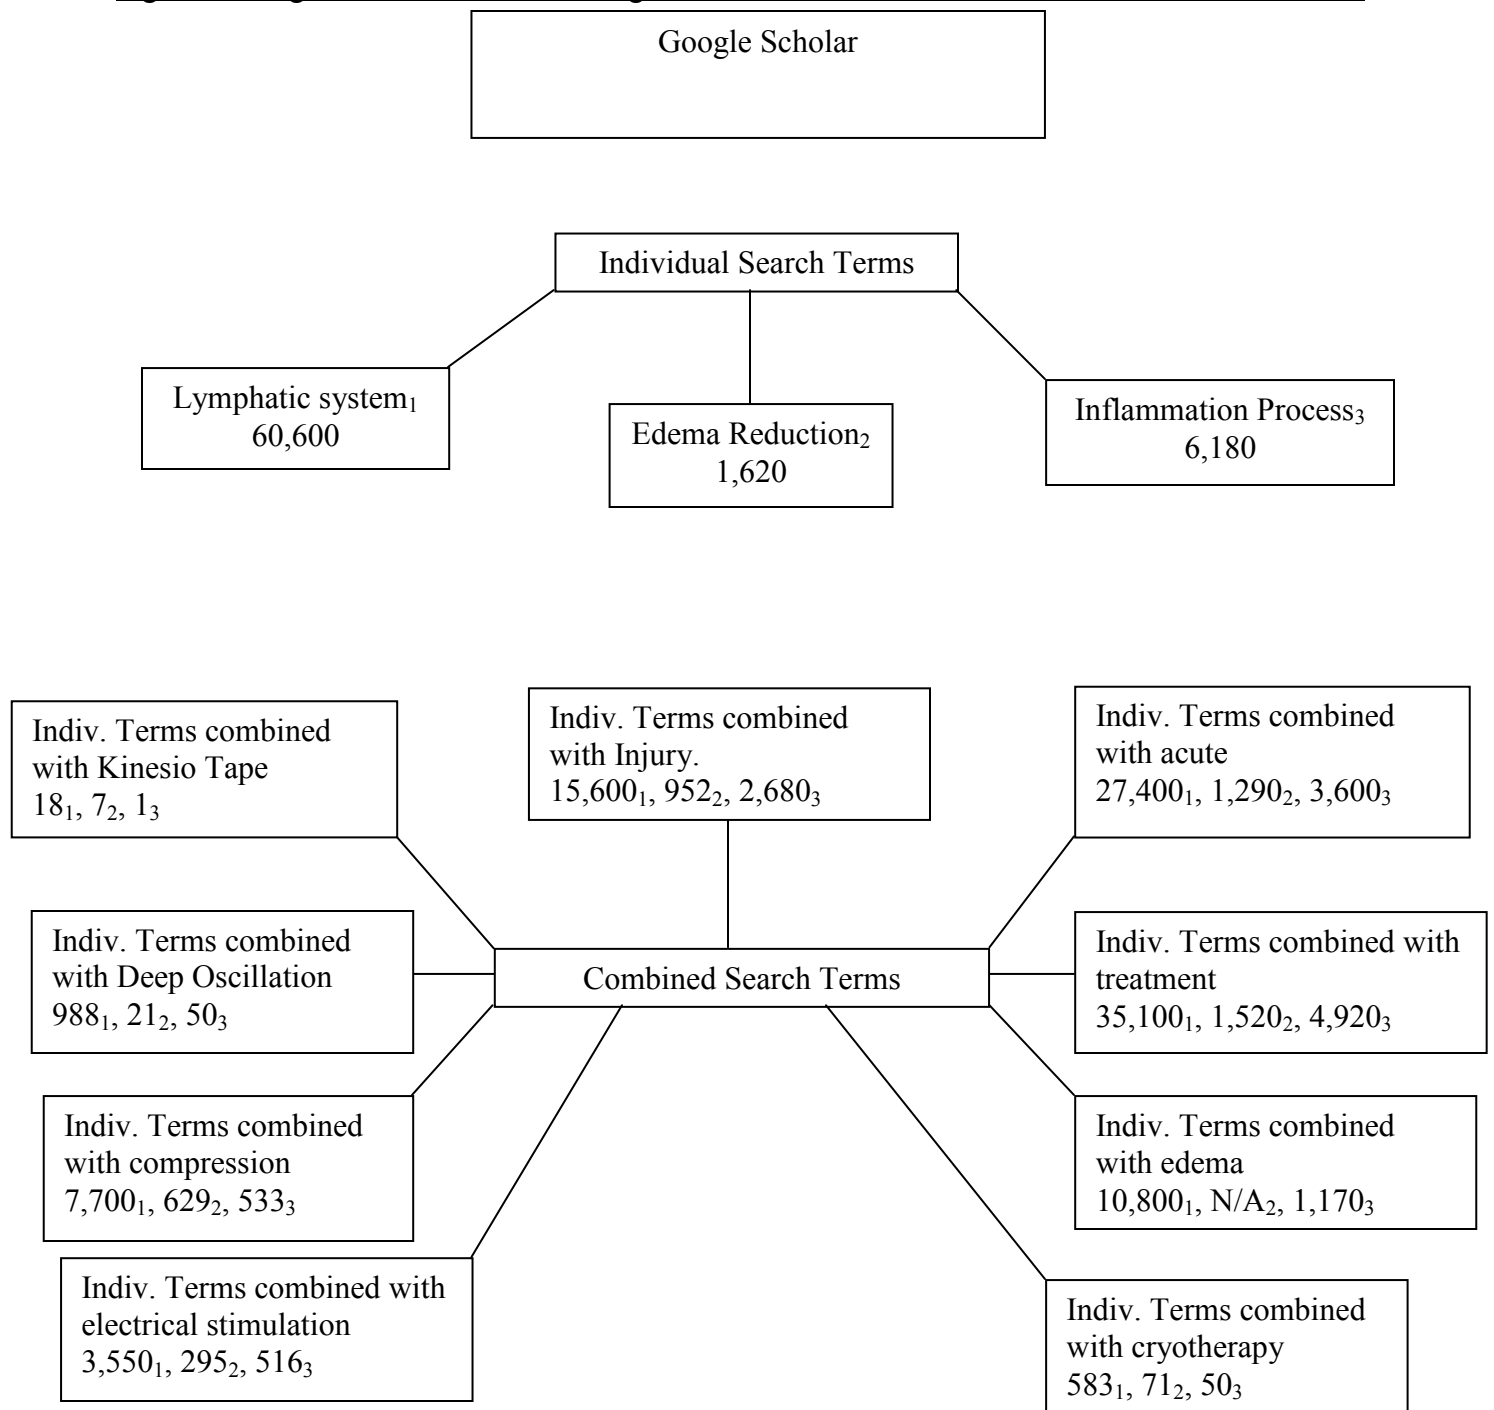 Google Scholar
Individual Search Terms
Lymphatic system₁
60,600
Edema Reduction₂
1,620
Inflammation Process₃
6,180
Indiv. Terms combined
with Kinesio Tape
18₁, 7₂, 1₃
Indiv. Terms combined
with Injury.
15,600₁, 952₂, 2,680₃
Indiv. Terms combined
with acute
27,400₁, 1,290₂, 3,600₃
Indiv. Terms combined
with Deep Oscillation
988₁, 21₂, 50₃
Combined Search Terms
Indiv. Terms combined with
treatment
35,100₁, 1,520₂, 4,920₃
Indiv. Terms combined
with compression
7,700₁, 629₂, 533₃
Indiv. Terms combined
with edema
10,800₁, N/A₂, 1,170₃
Indiv. Terms combined with
electrical stimulation
3,550₁, 295₂, 516₃
Indiv. Terms combined
with cryotherapy
583₁, 71₂, 50₃